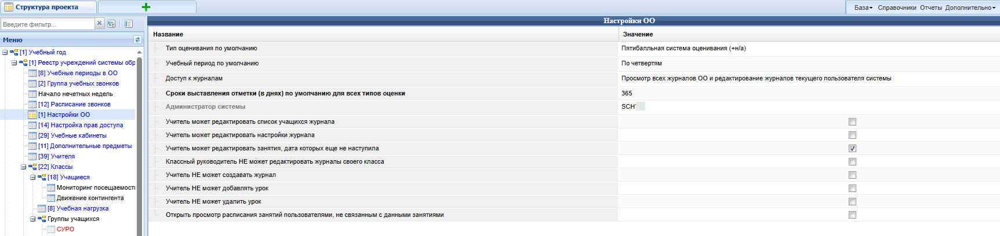 Структура проекта
База Справочники Отчеты Дополнительно
Введите фильтр...
Меню
[1] Учебный год
[1] Реестр учреждений системы обр
[8] Учебные периоды в ОО
[2] Группа учебных звонков
Начало нечетных недель
[12] Расписание звонков
[1] Настройки ОО
[14] Настройка прав доступа
[29] Учебные кабинеты
[11] Дополнительные предметы
[39] Учителя
[22] Классы
[18] Учащиеся
Мониторинг посещаемост
Движение контингента
[8] Учебная нагрузка
Группы учащихся
СУРО
Настройки ОО
Название Значение
Тип оценивания по умолчанию Пятибалльная система оценивания (+н/а)
Учебный период по умолчанию По четвертям
Доступ к журналам Просмотр всех журналов ОО и редактирование журналов текущего пользователя системы
Сроки выставления отметки (в днях) по умолчанию для всех типов оценки 365
Администратор системы SCH
Учитель может редактировать список учащихся журнала
Учитель может редактировать настройки журнала
Учитель может редактировать занятия, дата которых еще не наступила
Классный руководитель НЕ может редактировать журналы своего класса
Учитель НЕ может создавать журнал
Учитель НЕ может добавлять урок
Учитель НЕ может удалить урок
Открыть просмотр расписания занятий пользователями, не связанным с данными занятиями